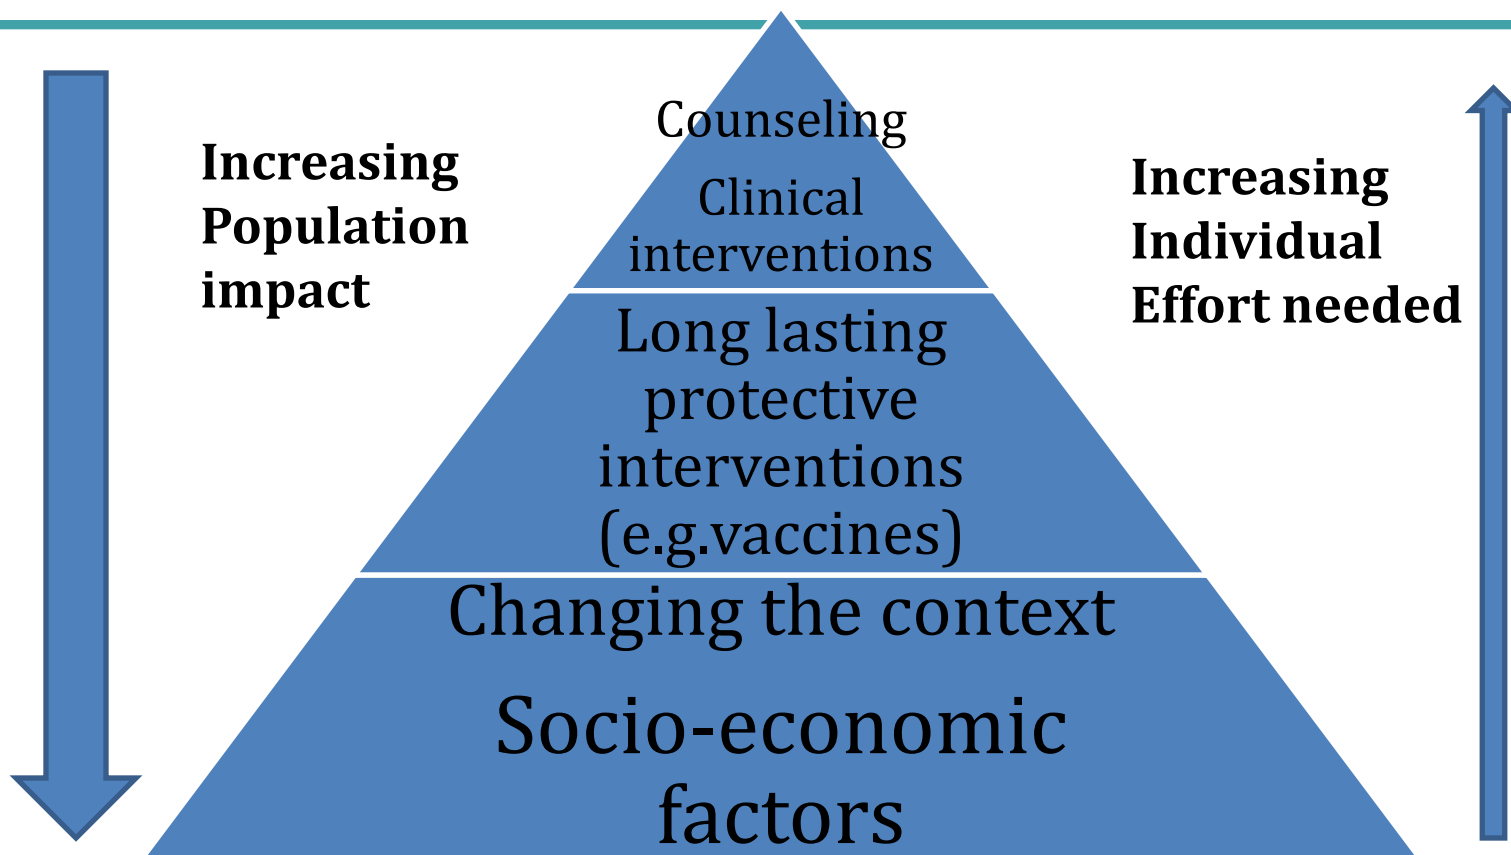 Increasing
Population
impact
Counseling
Clinical
interventions
Long lasting
protective
interventions
(e.g.vaccines)
Changing the context
Socio-economic
factors
Increasing
Individual
Effort needed